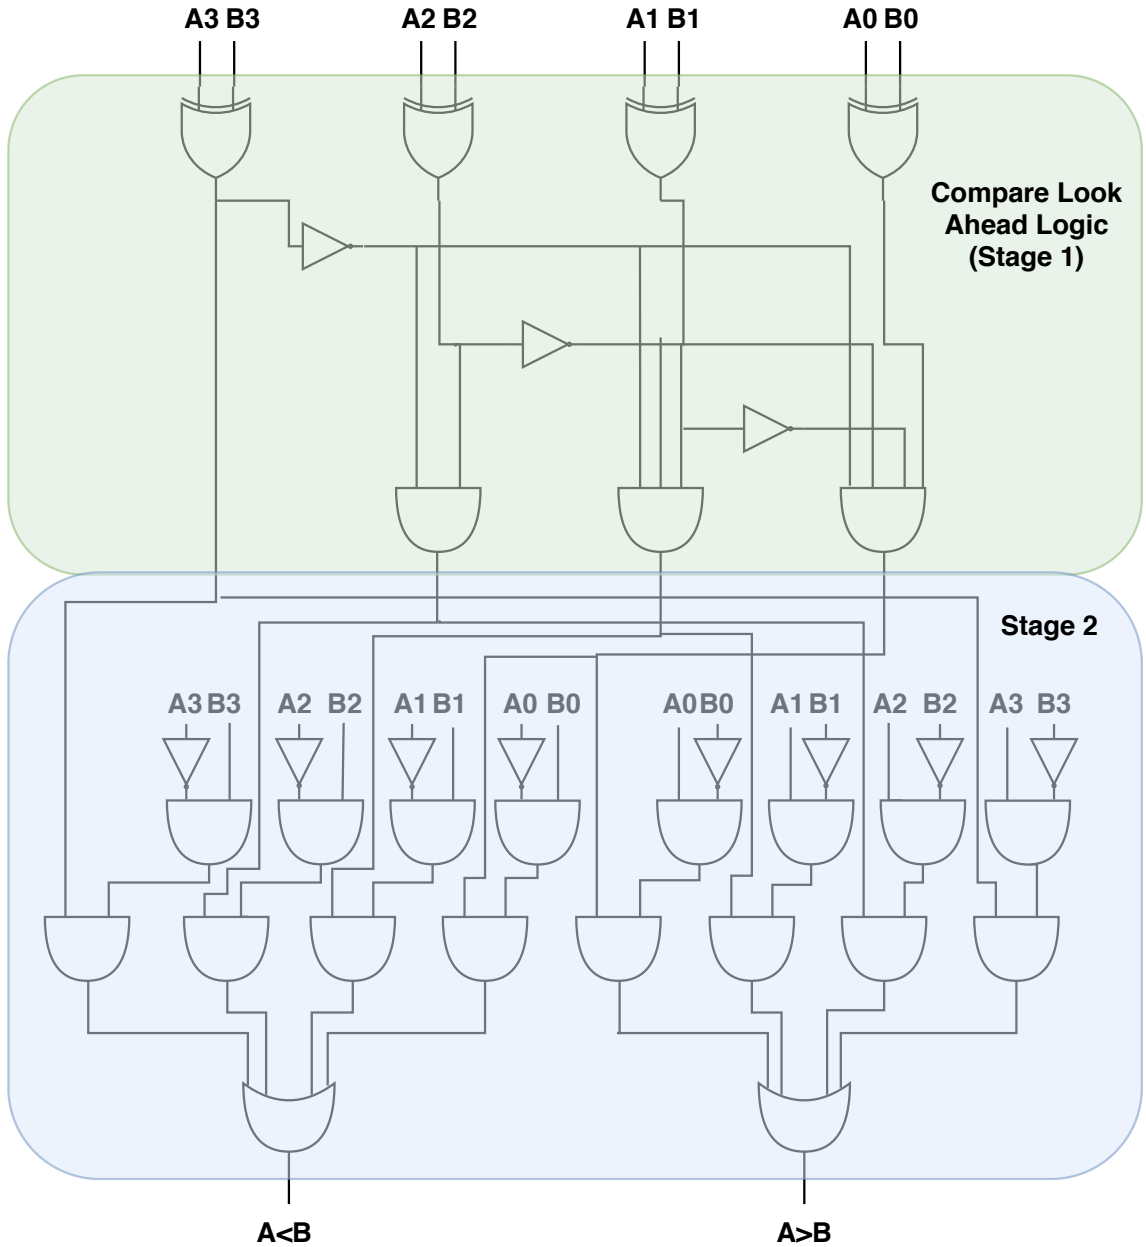 A3 B3 A2 B2 A1 B1 A0 B0
Compare Look
Ahead Logic
(Stage 1)
Stage 2
A3 B3 A2 B2 A1 B1 A0 B0 A0 B0 A1 B1 A2 B2 A3 B3
A<B A>B